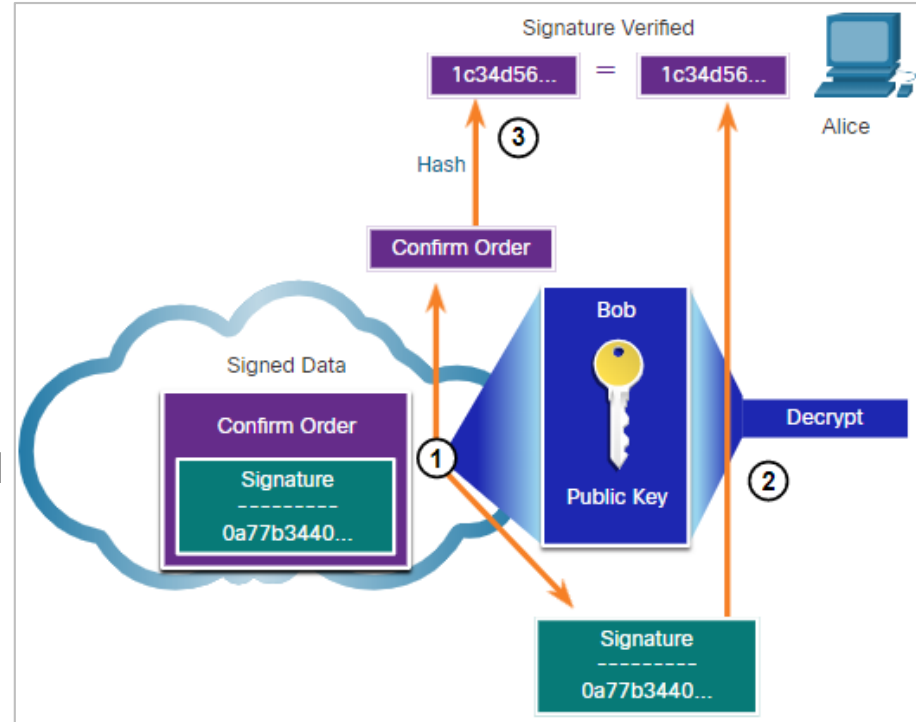 Signature Verified
1c34d56... = 1c34d56...
Alice
3
Hash
Confirm Order
Bob
Signed Data
Confirm Order
Decrypt
1
Signature
---------
0a77b3440...
2
Public Key
Signature
---------
0a77b3440...